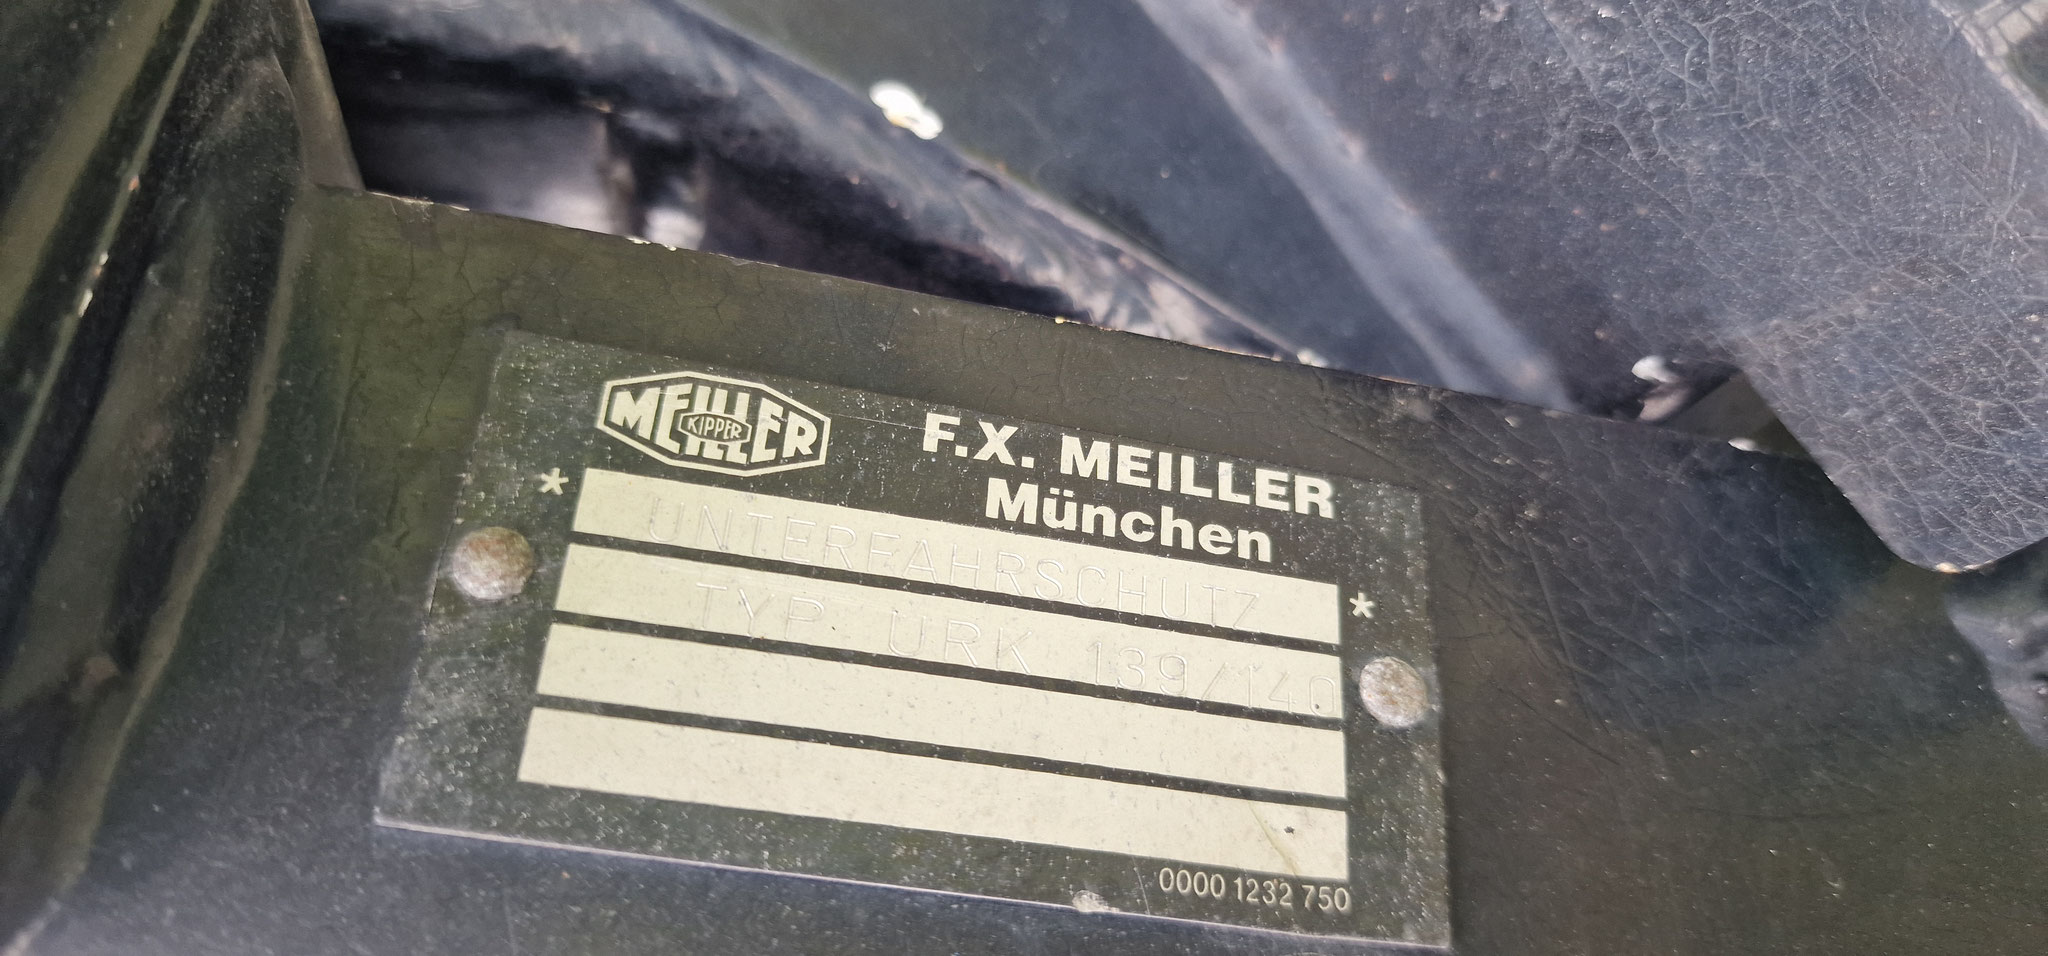 MEILLER
KIPPER
F.X. MEILLER
München
* UNTERFAHRSCHUTZ *
TYP URK 139/140
0000 1232 750